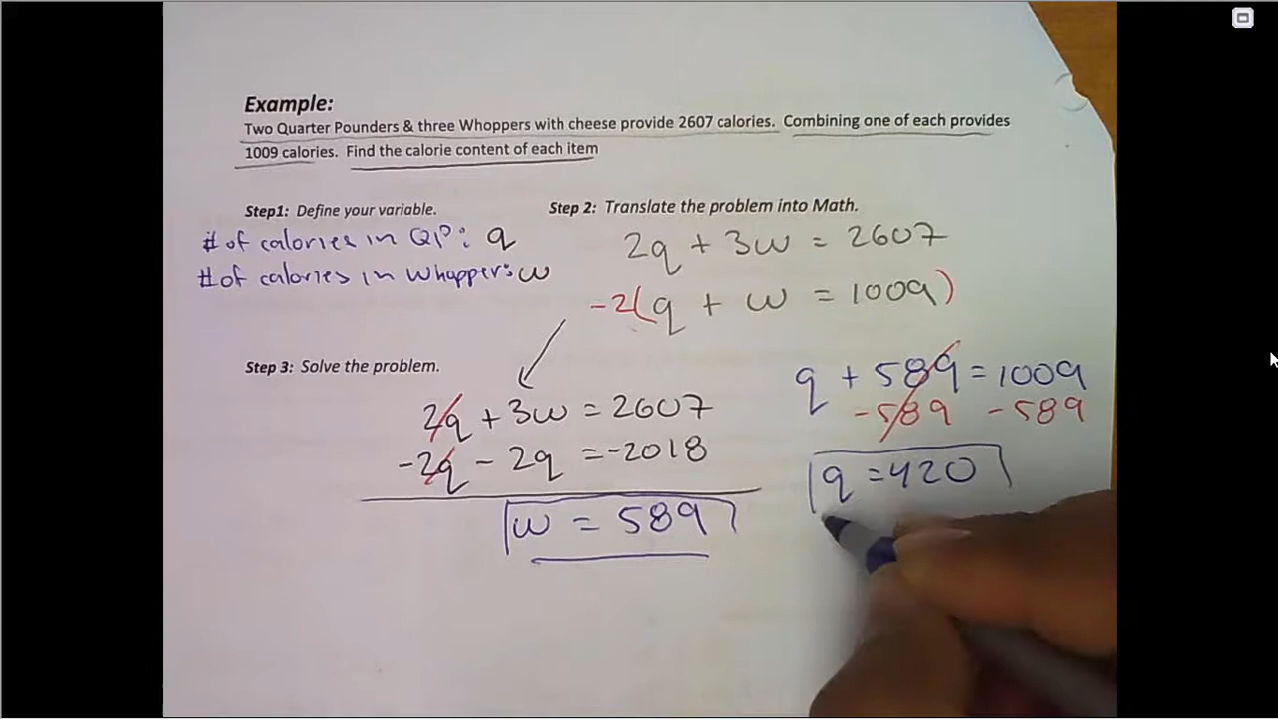 Example:
Two Quarter Pounders & three Whoppers with cheese provide 2607 calories. Combining one of each provides
1009 calories. Find the calorie content of each item
Step1: Define your variable.
# of calories in QP: q
# of calories in Whopper: w
Step 2: Translate the problem into Math.
2q + 3w = 2607
-2(q + w = 1009)
Step 3: Solve the problem.
2q + 3w = 2607
-2q - 2q = -2018
w = 589
q + 589 = 1009
-589 -589
q = 420